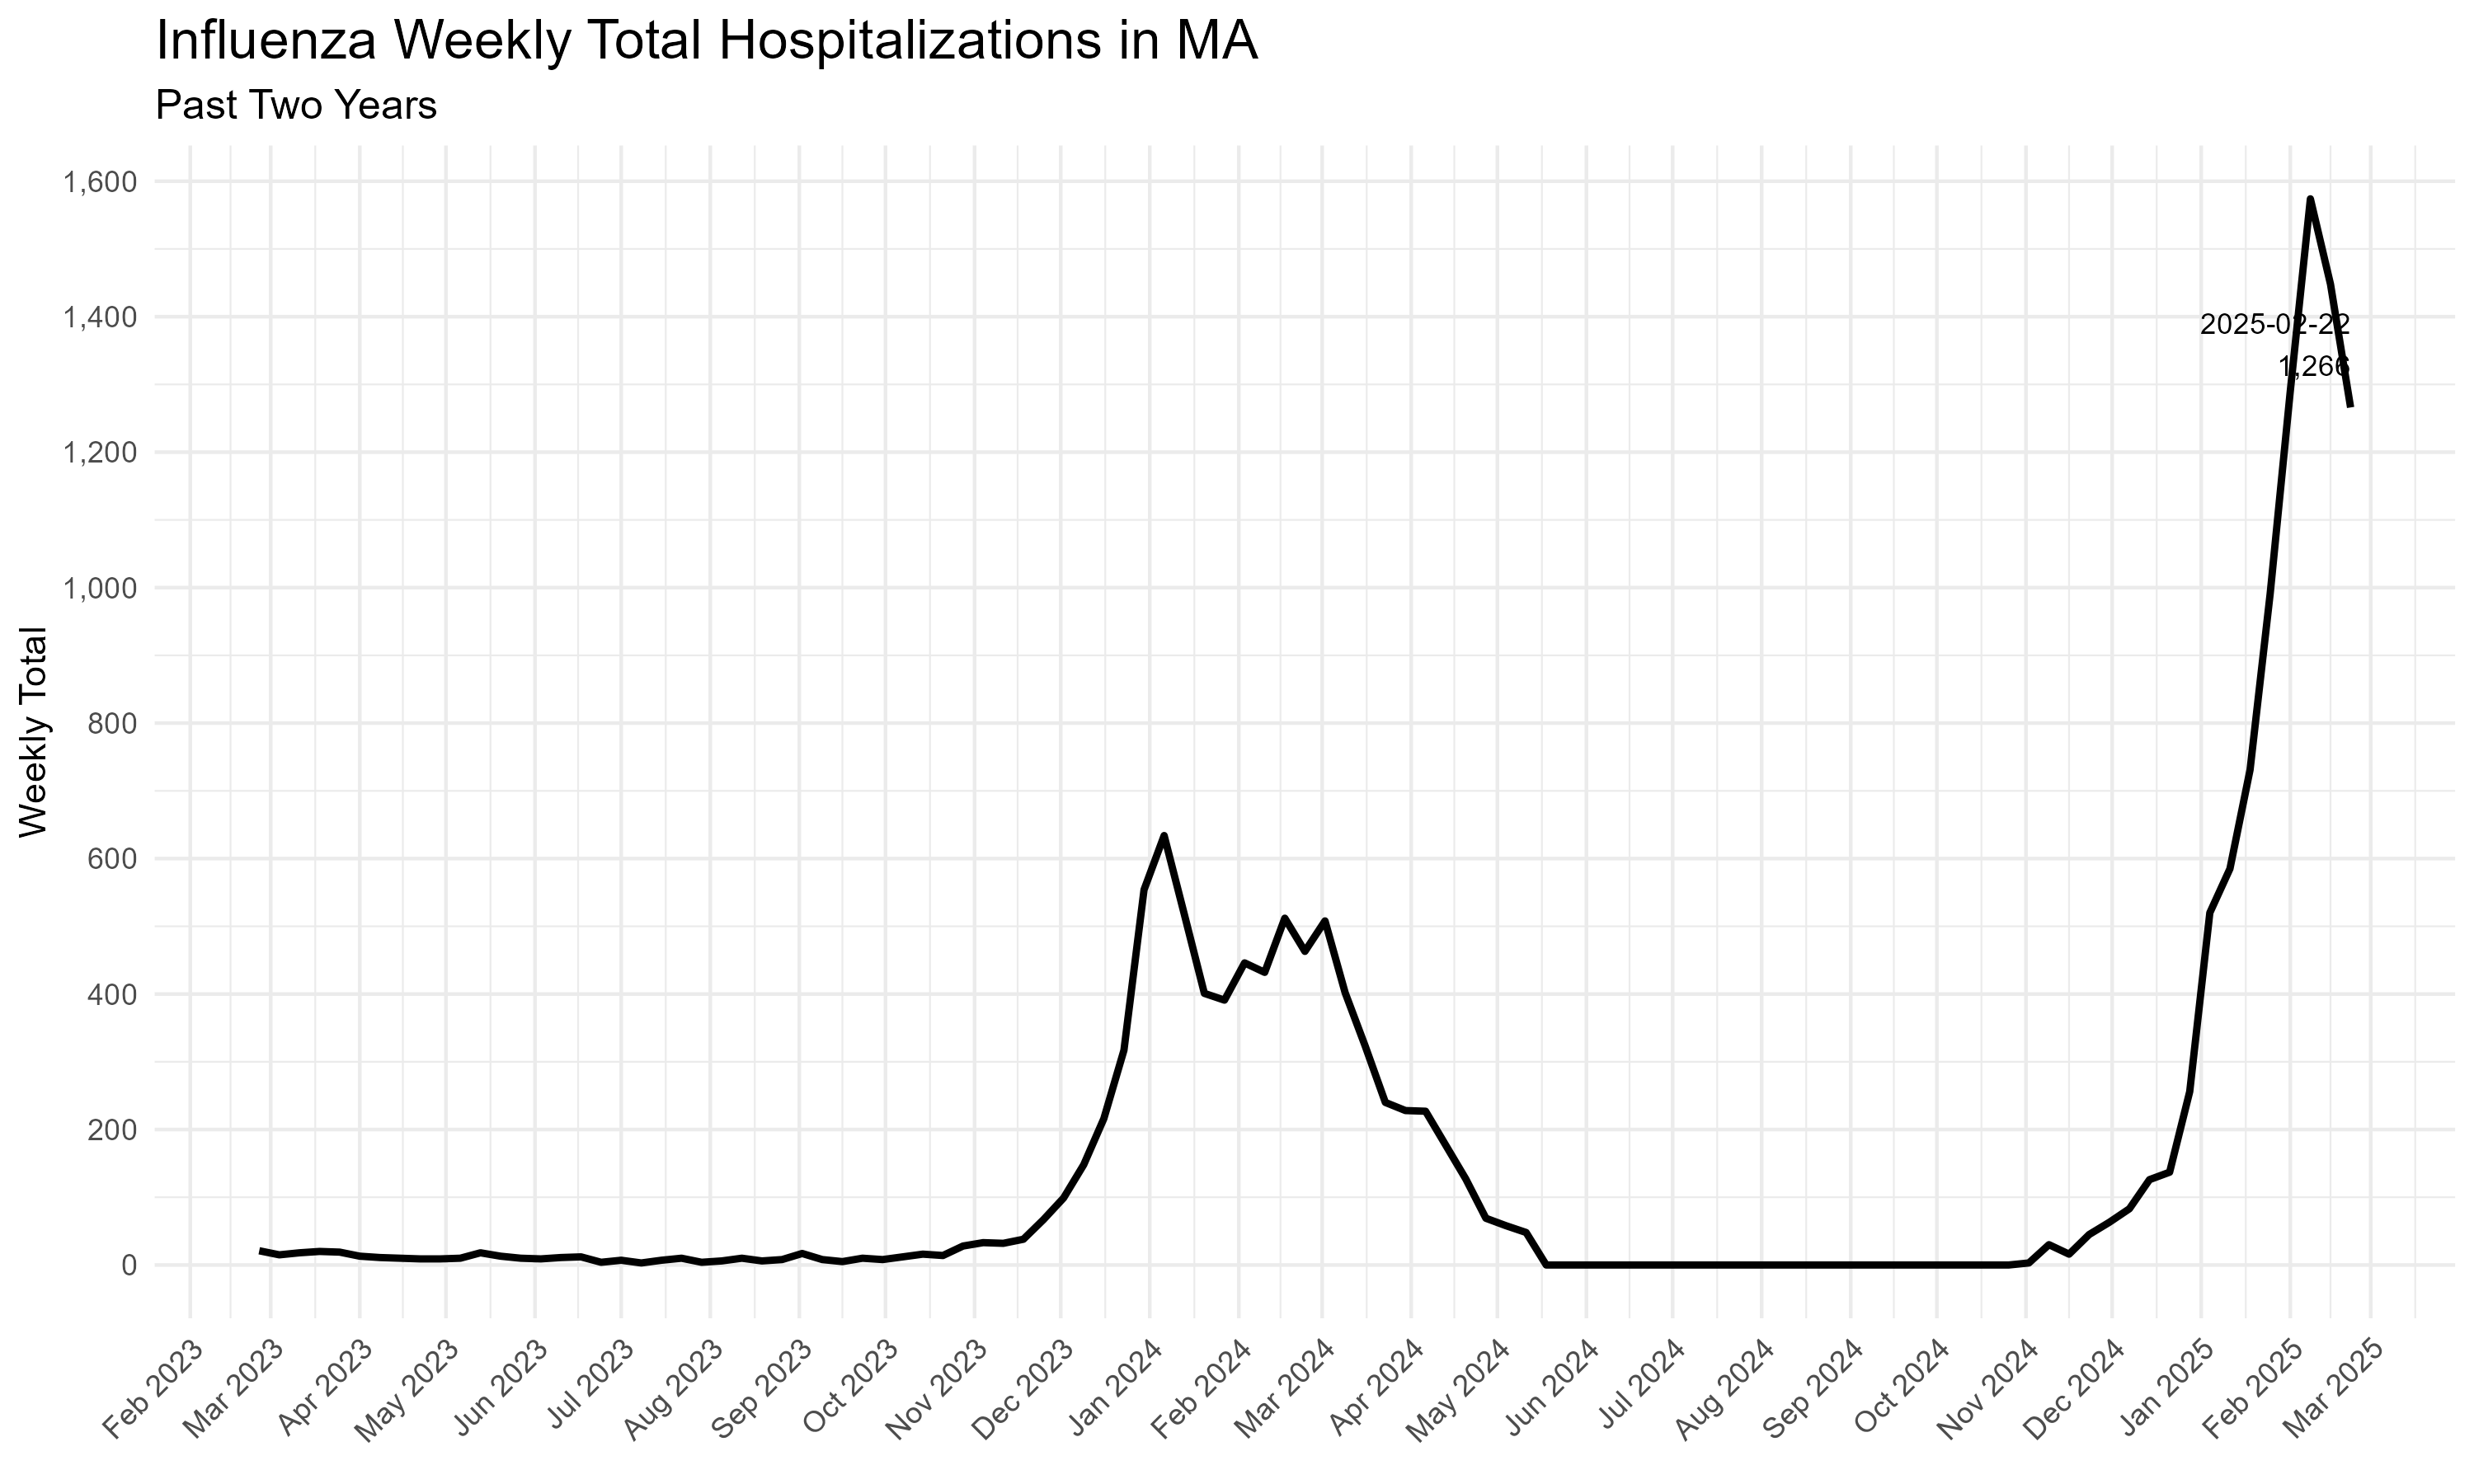 Influenza Weekly Total Hospitalizations in MA
Past Two Years
Weekly Total
1,600
1,400
1,200
1,000
800
600
400
200
0
2025-02-22
1,266
Feb 2023
Mar 2023
Apr 2023
May 2023
Jun 2023
Jul 2023
Aug 2023
Sep 2023
Oct 2023
Nov 2023
Dec 2023
Jan 2024
Feb 2024
Mar 2024
Apr 2024
May 2024
Jun 2024
Jul 2024
Aug 2024
Sep 2024
Oct 2024
Nov 2024
Dec 2024
Jan 2025
Feb 2025
Mar 2025